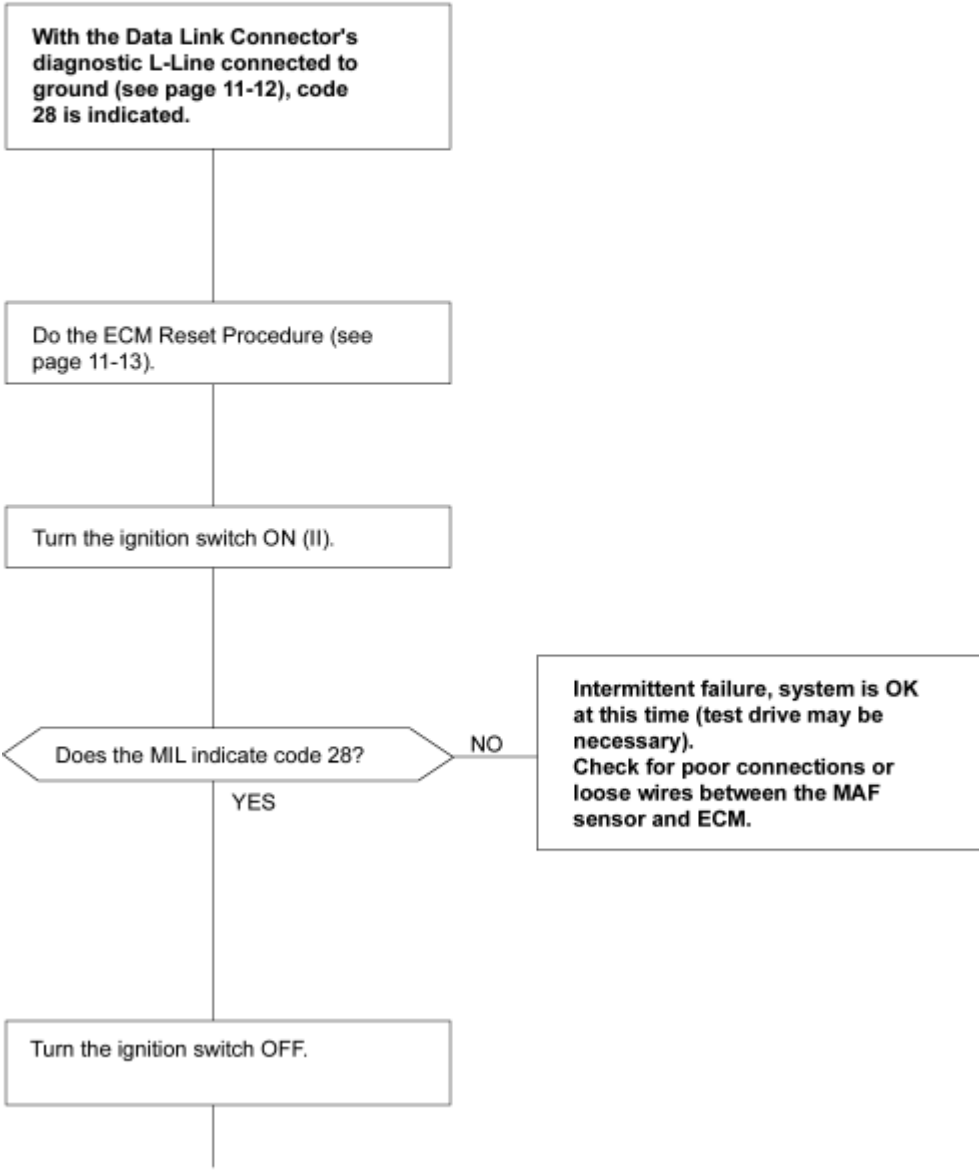 With the Data Link Connector's
diagnostic L-Line connected to
ground (see page 11-12), code
28 is indicated.
Do the ECM Reset Procedure (see
page 11-13).
Turn the ignition switch ON (II).
Does the MIL indicate code 28?
NO
Intermittent failure, system is OK
at this time (test drive may be
necessary).
Check for poor connections or
loose wires between the MAF
sensor and ECM.
YES
Turn the ignition switch OFF.